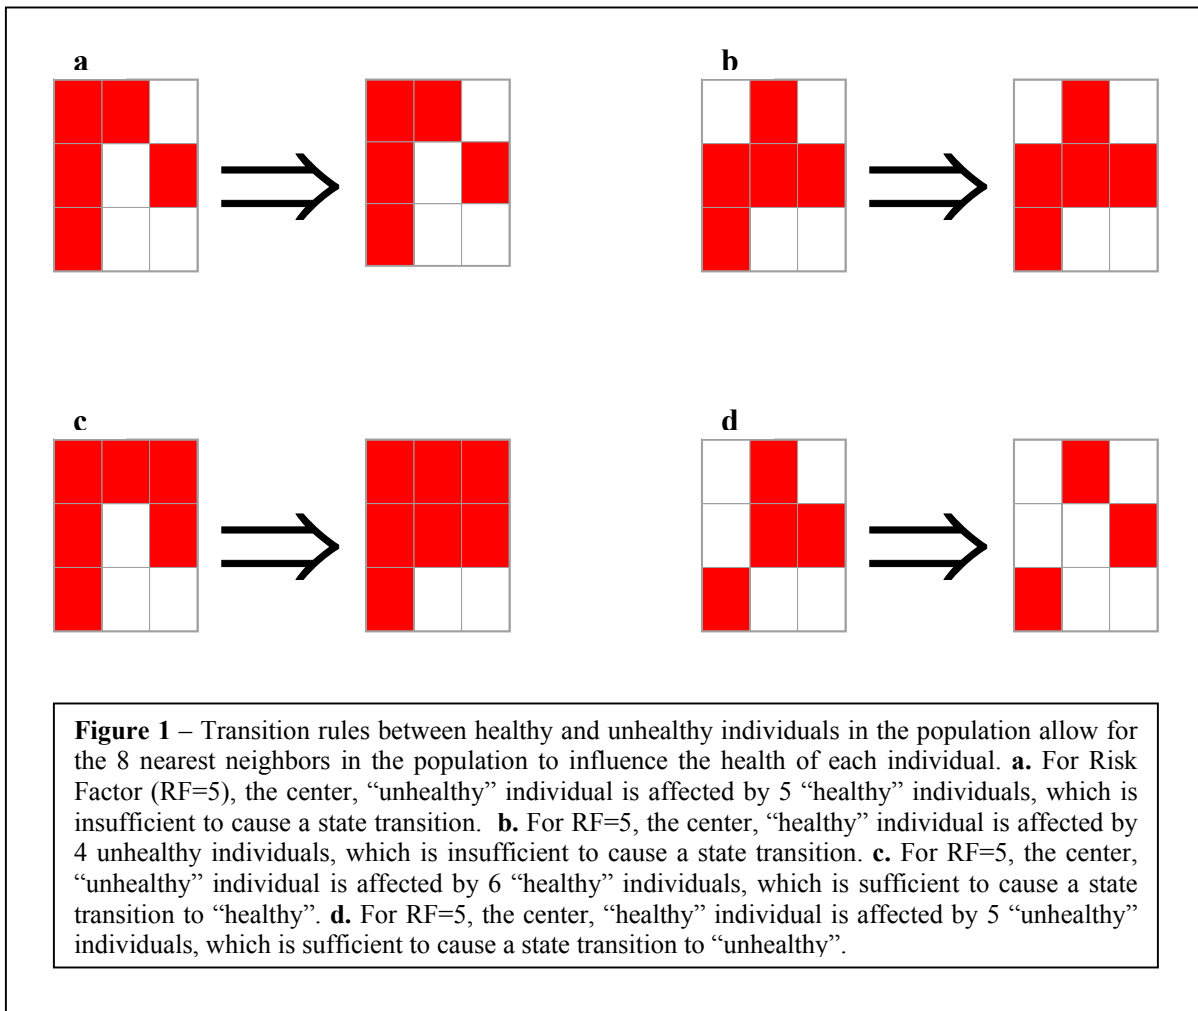 a
b
c
d
Figure 1 – Transition rules between healthy and unhealthy individuals in the population allow for
the 8 nearest neighbors in the population to influence the health of each individual. a. For Risk
Factor (RF=5), the center, “unhealthy” individual is affected by 5 “healthy” individuals, which is
insufficient to cause a state transition. b. For RF=5, the center, “healthy” individual is affected by
4 unhealthy individuals, which is insufficient to cause a state transition. c. For RF=5, the center,
“unhealthy” individual is affected by 6 “healthy” individuals, which is sufficient to cause a state
transition to “healthy”. d. For RF=5, the center, “healthy” individual is affected by 5 “unhealthy”
individuals, which is sufficient to cause a state transition to “unhealthy”.